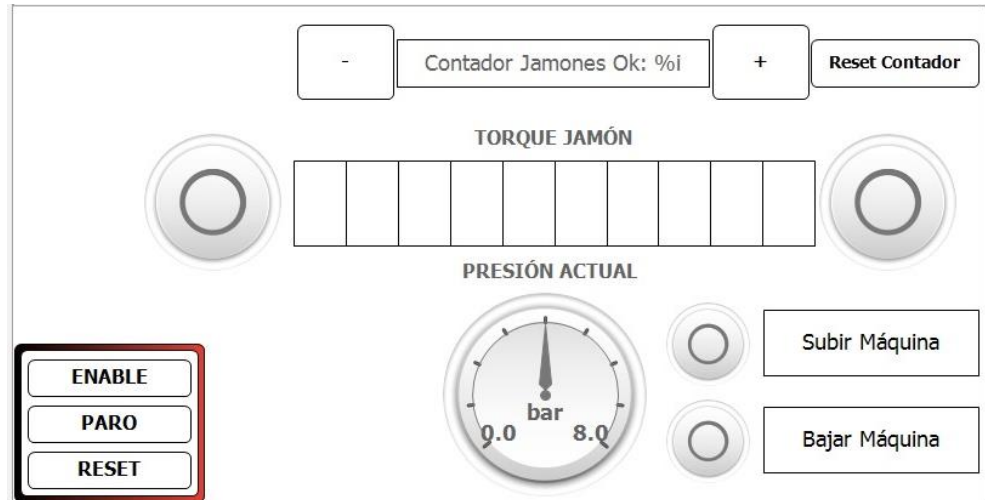 -
Contador Jamones Ok: %i
+
Reset Contador
TORQUE JAMÓN
PRESIÓN ACTUAL
bar
0.0
8.0
Subir Máquina
Bajar Máquina
ENABLE
PARO
RESET